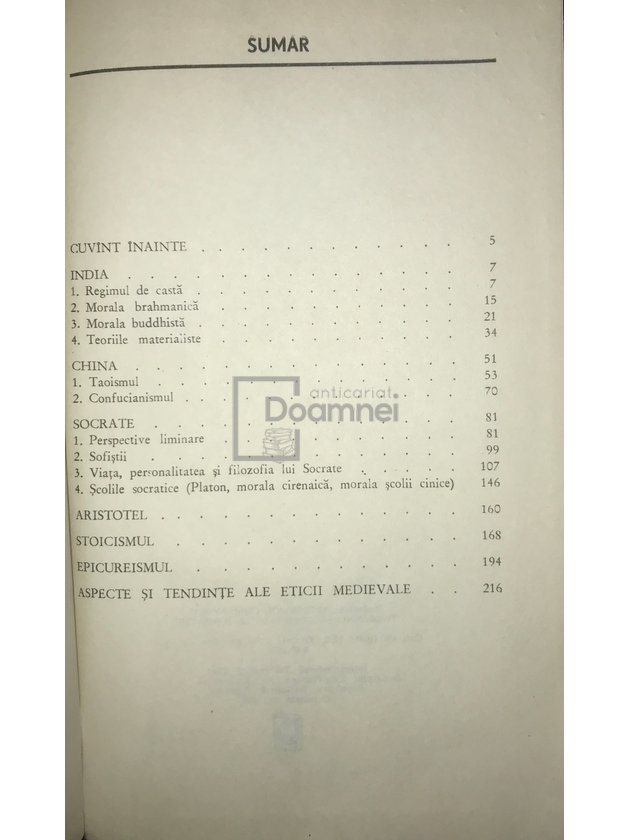 SUMAR
CUVÎNT ÎNAINTE . . . . . . . . . . 5
INDIA . . . . . . . . . . . . 7
1. Regimul de castă . . . . . . . . . . 7
2. Morala brahmanică . . . . . . . . . . 15
3. Morala buddhistă . . . . . . . . . . 21
4. Teoriile materialiste . . . . . . . . . . 34
CHINA . . . . . . . . . . . . 51
1. Taoismul . . . . . . . . . . . 53
2. Confucianismul . . . . . . . . . . 70
anticariat
Doamnei
SOCRATE . . . . . . . . . . . 81
1. Perspective liminare . . . . . . . . . 81
2. Sofiștii . . . . . . . . . . . 99
3. Viața, personalitatea și filozofia lui Socrate . . . . . 107
4. Școlile socratice (Platon, morala cirenaică, morala școlii cinice) 146
ARISTOTEL . . . . . . . . . . . 160
STOICISMUL . . . . . . . . . . . 168
EPICUREISMUL . . . . . . . . . . 194
ASPECTE ȘI TENDINȚE ALE ETICII MEDIEVALE . . 216